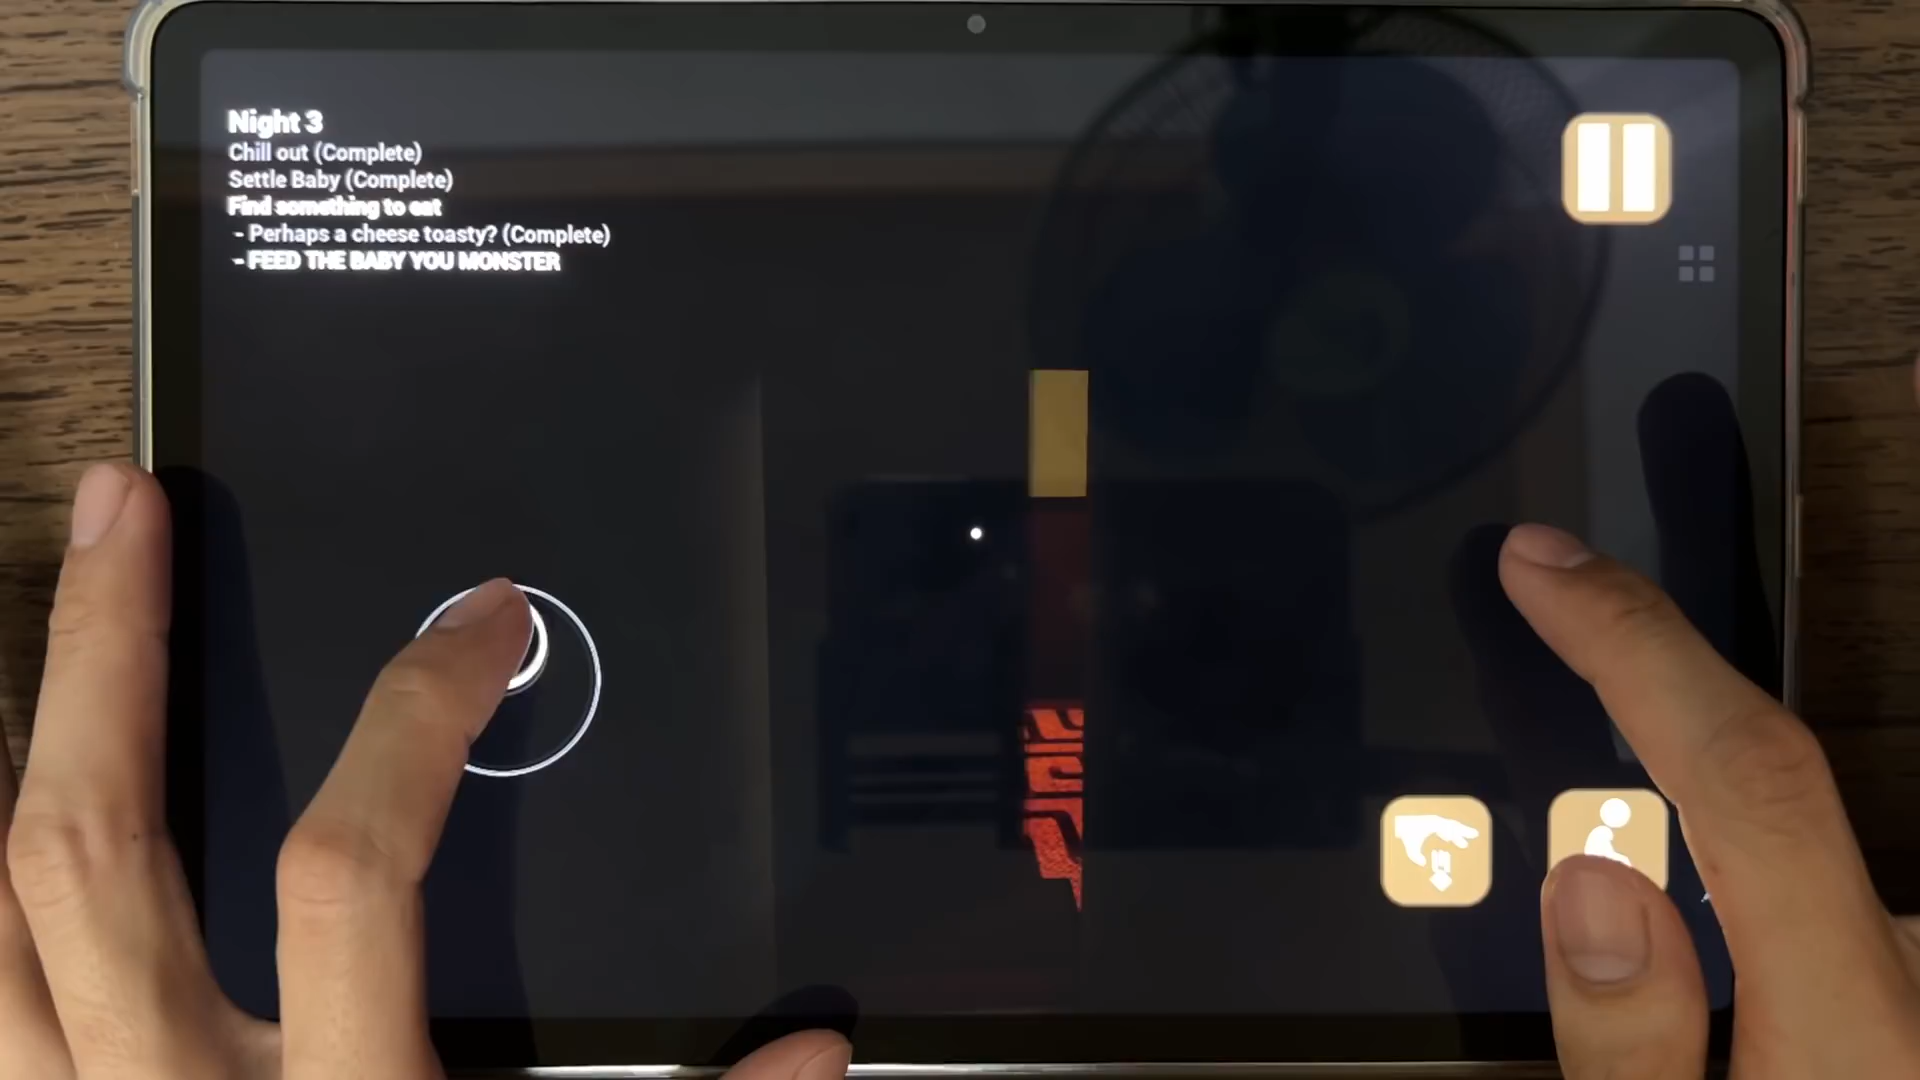 Night 3
Chill out (Complete)
Settle Baby (Complete)
Find something to eat
- Perhaps a cheese toasty? (Complete)
- FEED THE BABY YOU MONSTER